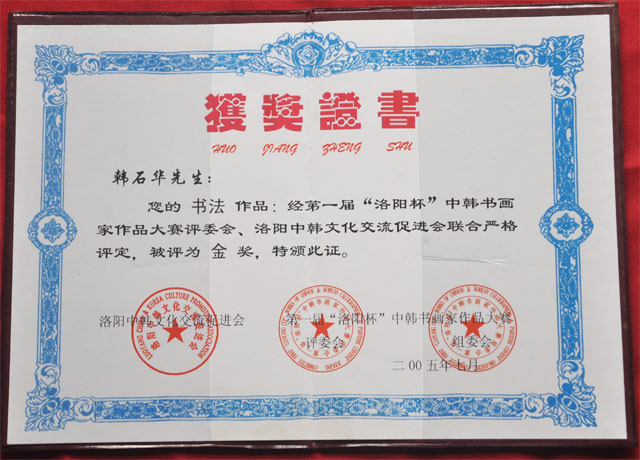 獲獎證書
HUO JIANG ZHENG SHU
韩石华先生：
您的 书法 作品：经第一届“洛阳杯”中韩书画
家作品大赛评委会、洛阳中韩文化交流促进会联合严格
评定，被评为 金 奖，特颁此证。
洛阳中韩文化交流促进会 第一届“洛阳杯”中韩书画家作品大赛
评委会 组委会
二00五年七月